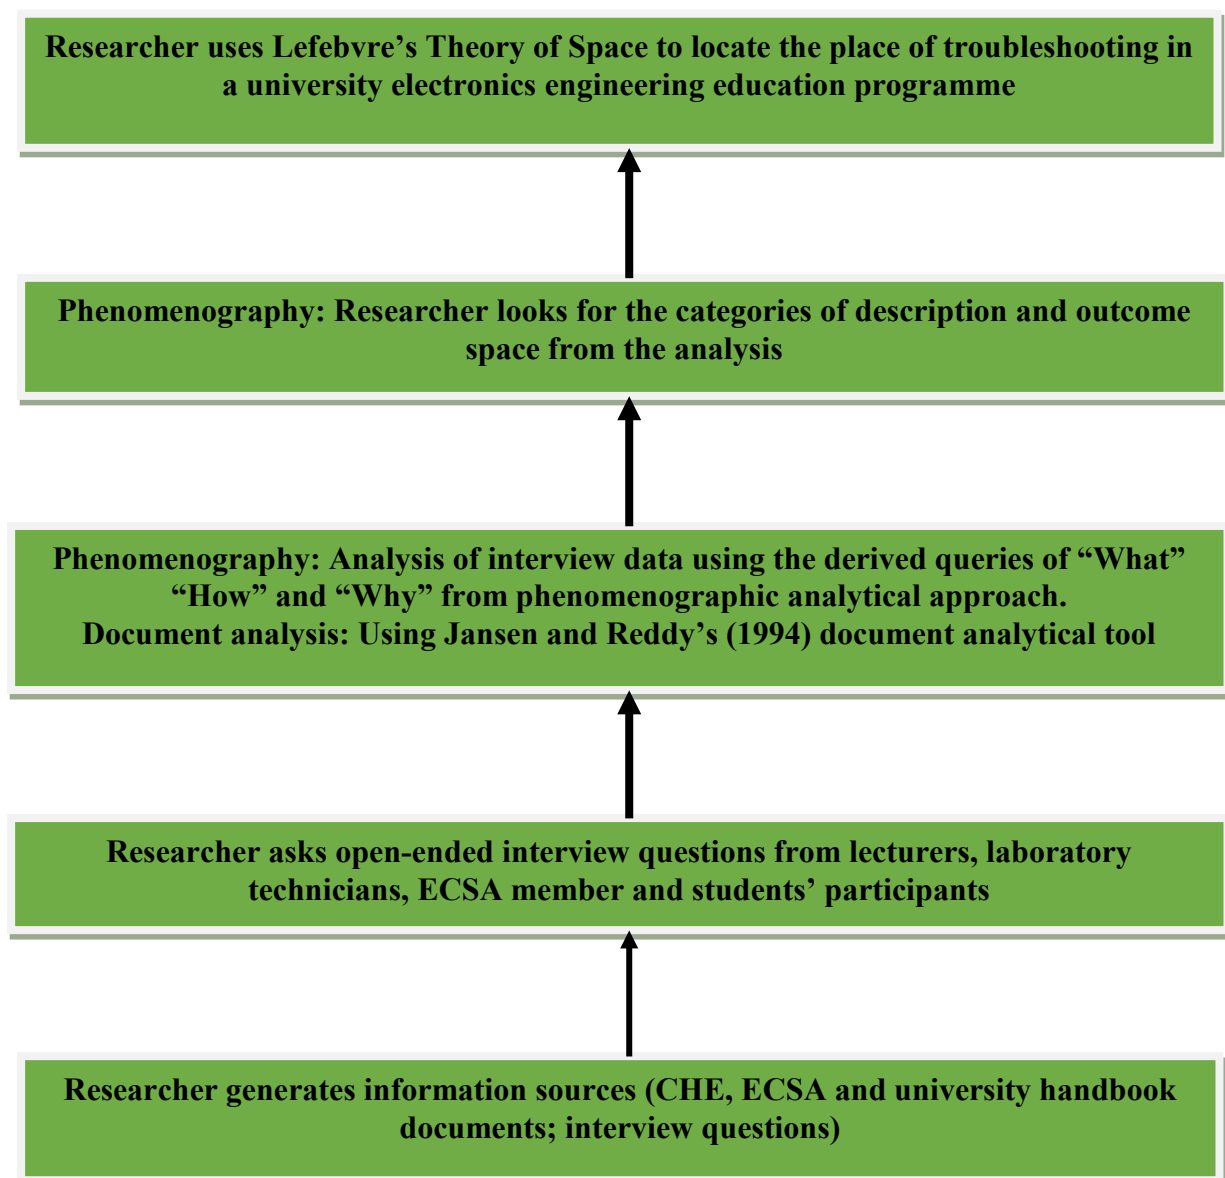 Researcher uses Lefebvre’s Theory of Space to locate the place of troubleshooting in
a university electronics engineering education programme
Phenomenography: Researcher looks for the categories of description and outcome
space from the analysis
Phenomenography: Analysis of interview data using the derived queries of “What”
“How” and “Why” from phenomenographic analytical approach.
Document analysis: Using Jansen and Reddy’s (1994) document analytical tool
Researcher asks open-ended interview questions from lecturers, laboratory
technicians, ECSA member and students’ participants
Researcher generates information sources (CHE, ECSA and university handbook
documents; interview questions)